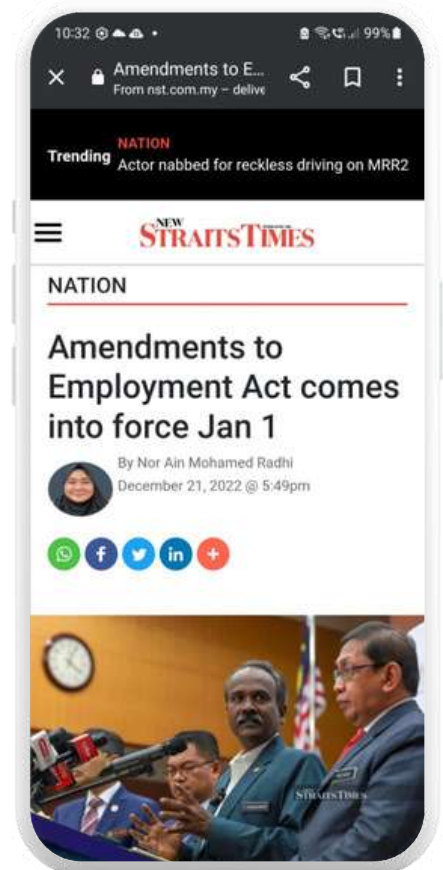 10:32
99%
Amendments to E...
From nst.com.my – delive
Trending
NATION
Actor nabbed for reckless driving on MRR2
NEW
STRAITS TIMES
NATION
Amendments to
Employment Act comes
into force Jan 1
By Nor Ain Mohamed Radhi
December 21, 2022 @ 5:49pm
in
STRAITS TIMES